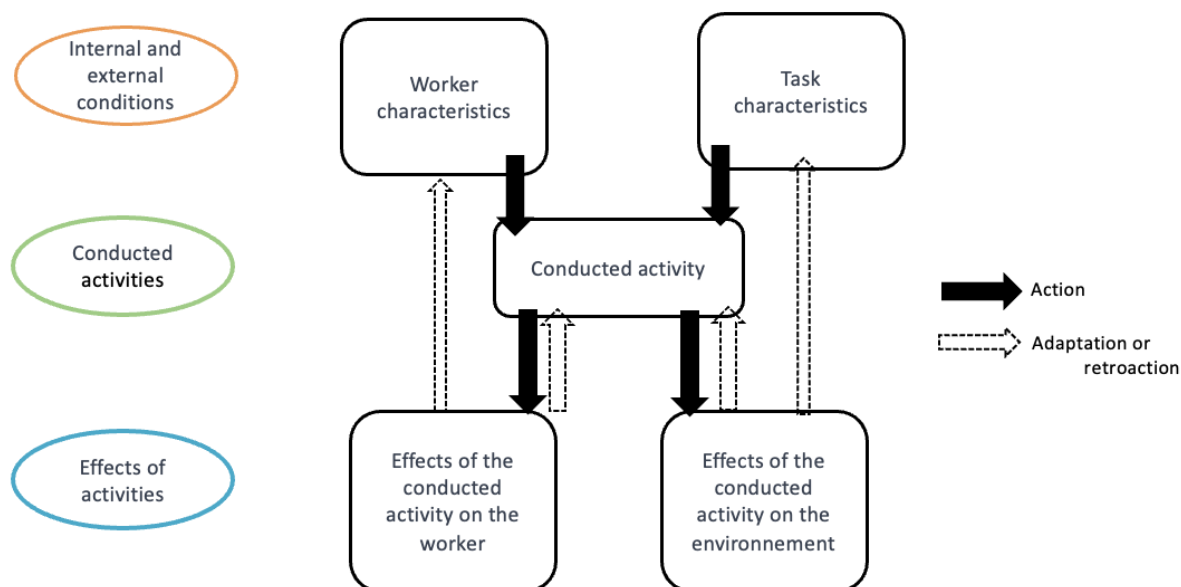 Internal and
external
conditions
Worker
characteristics
Task
characteristics
Conducted
activities
Conducted activity
Action
Adaptation or
retroaction
Effects of
activities
Effects of the
conducted
activity on the
worker
Effects of the
conducted
activity on the
environnement